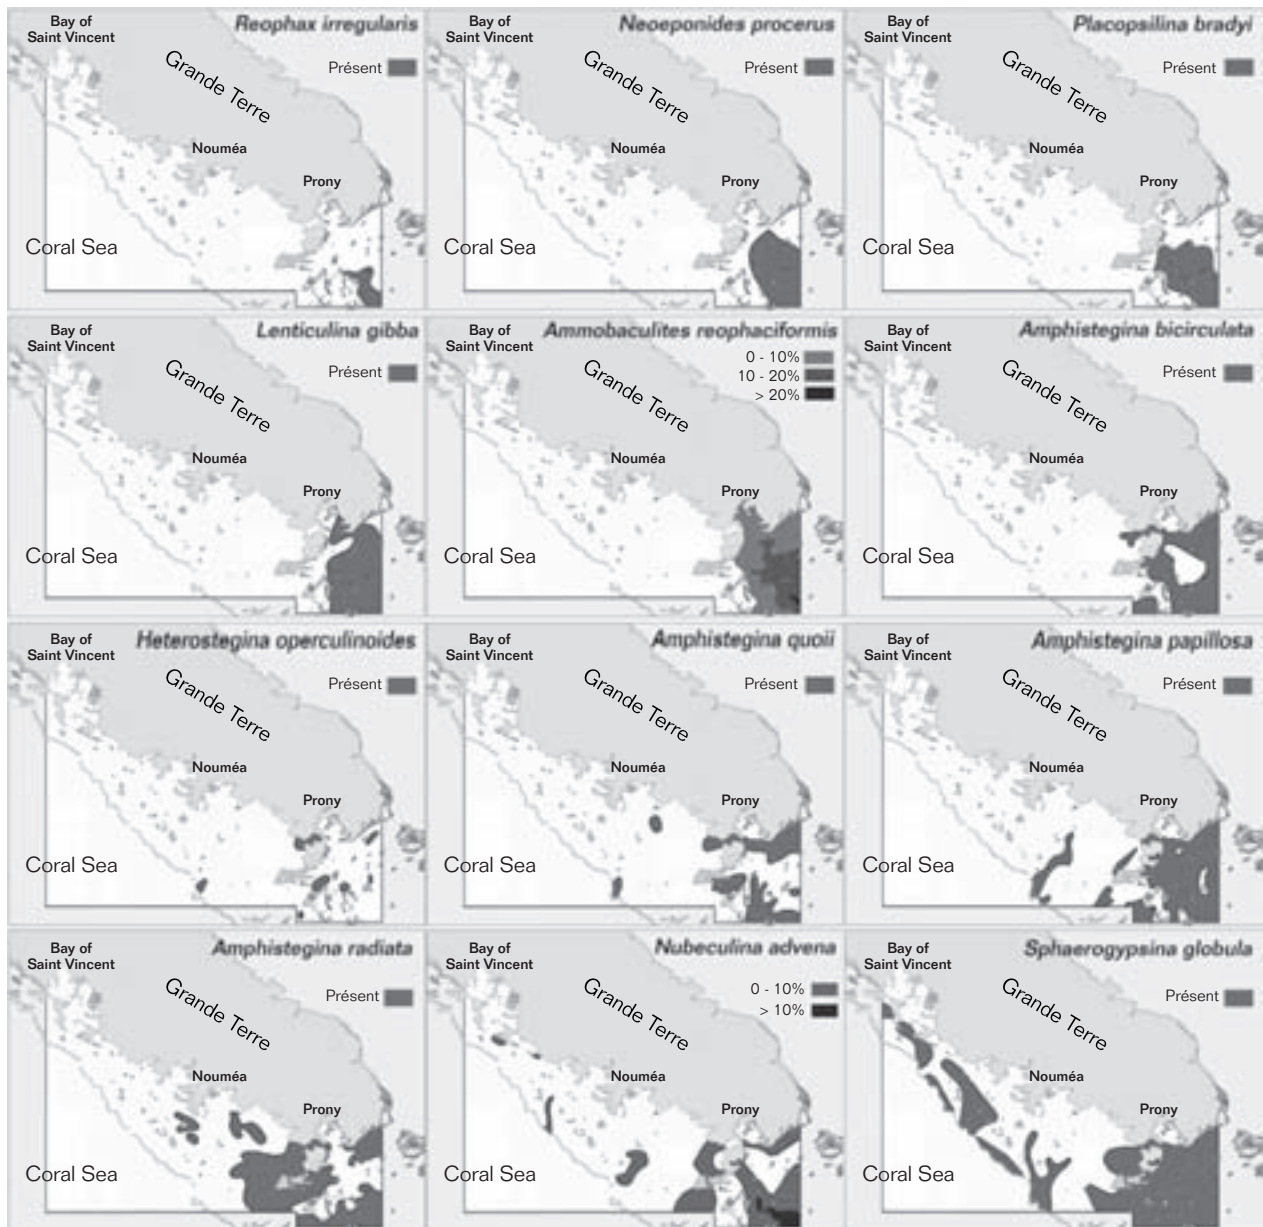 Bay of
Saint Vincent
Reophax irregularis
Présent
Grande Terre
Nouméa
Prony
Coral Sea
Bay of
Saint Vincent
Neoeponides procerus
Présent
Grande Terre
Nouméa
Prony
Coral Sea
Bay of
Saint Vincent
Placopsilina bradyi
Présent
Grande Terre
Nouméa
Prony
Coral Sea
Bay of
Saint Vincent
Lenticulina gibba
Présent
Grande Terre
Nouméa
Prony
Coral Sea
Bay of
Saint Vincent
Ammobaculites reophaciformis
0 - 10%
10 - 20%
> 20%
Grande Terre
Nouméa
Prony
Coral Sea
Bay of
Saint Vincent
Amphistegina bicirculata
Présent
Grande Terre
Nouméa
Prony
Coral Sea
Bay of
Saint Vincent
Heterostegina operculinoides
Présent
Grande Terre
Nouméa
Prony
Coral Sea
Bay of
Saint Vincent
Amphistegina quoii
Présent
Grande Terre
Nouméa
Prony
Coral Sea
Bay of
Saint Vincent
Amphistegina papillosa
Présent
Grande Terre
Nouméa
Prony
Coral Sea
Bay of
Saint Vincent
Amphistegina radiata
Présent
Grande Terre
Nouméa
Prony
Coral Sea
Bay of
Saint Vincent
Nubeculina advena
0 - 10%
> 10%
Grande Terre
Nouméa
Prony
Coral Sea
Bay of
Saint Vincent
Sphaerogypsina globula
Présent
Grande Terre
Nouméa
Prony
Coral Sea